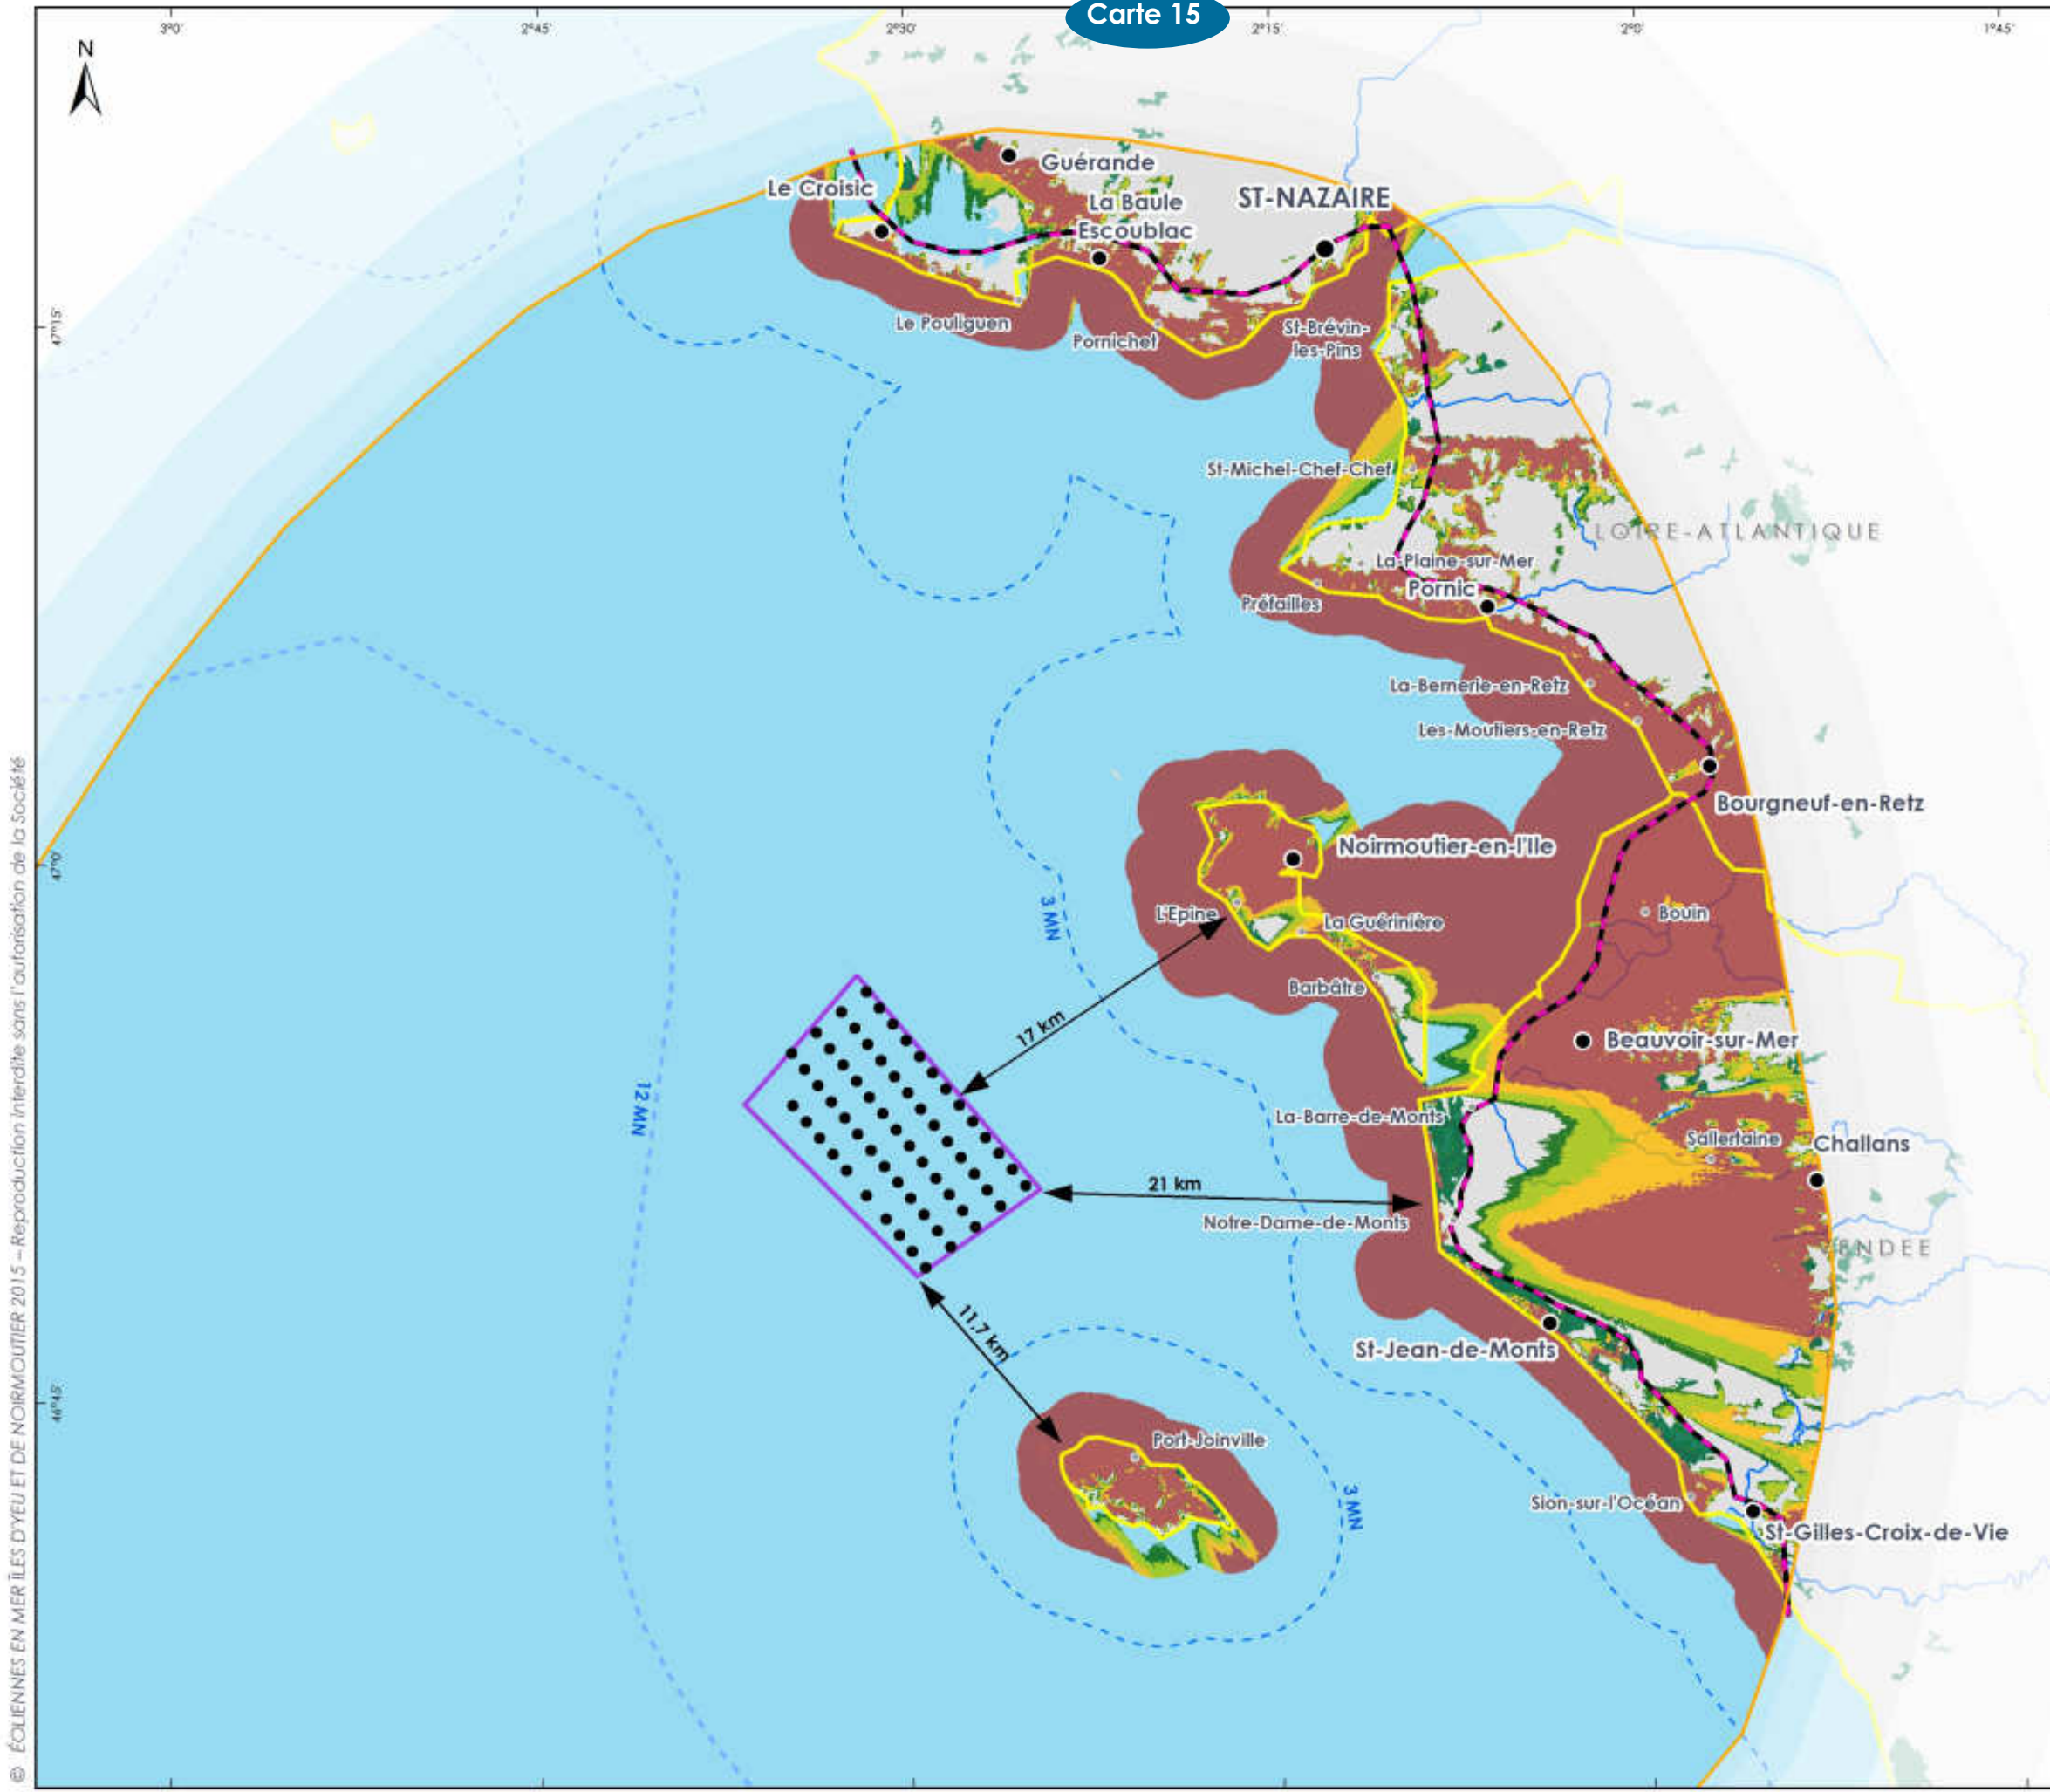 Carte 15
3°0'
2°45'
2°30'
2°15'
2°0'
1°45'
N
Guérande
Le Croisic
La Baule
Escoublac
ST-NAZAIRE
47°15'
Le Pouliguen
Pornichet
St-Brévin-
les-Pins
St-Michel-Chef-Chef
LOIRE-ATLANTIQUE
La-Plaine-sur-Mer
Pornic
Préfailles
La-Bernerie-en-Retz
Les-Moutiers-en-Retz
Bourgneuf-en-Retz
47°0'
Noirmoutier-en-l'Ile
3 MN
L'Epine
La Guérinière
Bouin
Barbâtre
17 km
Beauvoir-sur-Mer
12 MN
La-Barre-de-Monts
Sallertaine
Challans
21 km
Notre-Dame-de-Monts
VENDEE
11.7 km
St-Jean-de-Monts
46°45'
Port-Joinville
3 MN
Sion-sur-l'Océan
St-Gilles-Croix-de-Vie
© ÉOLIENNES EN MER ÎLES D'YEU ET DE NOIRMOUTIER 2015 – Reproduction interdite sans l'autorisation de la Société